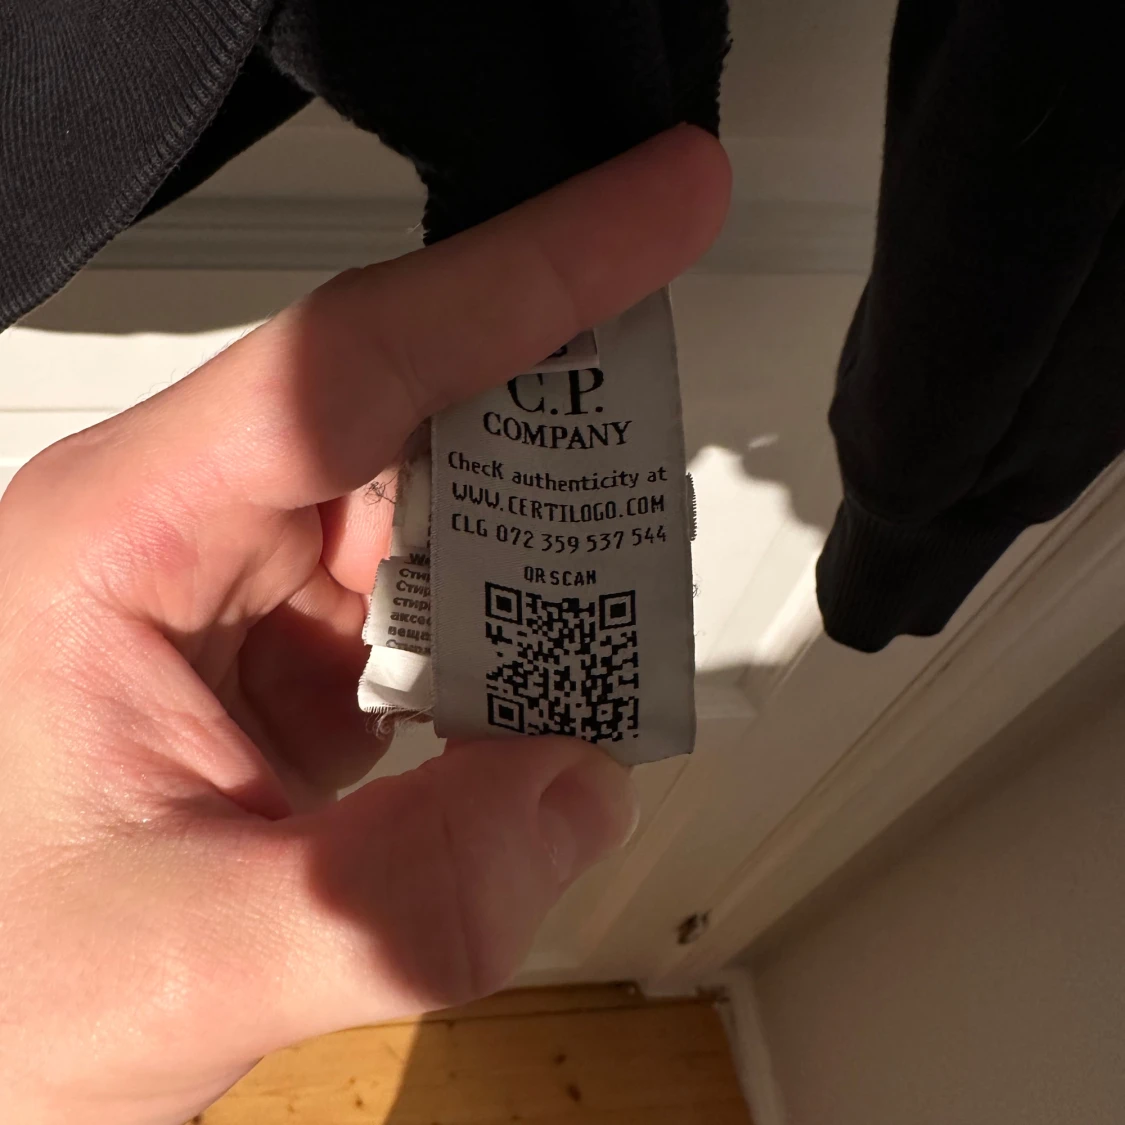 C.P.
COMPANY
Check authenticity at
WWW.CERTILOGO.COM
CLG 072 359 537 544
QR SCAN